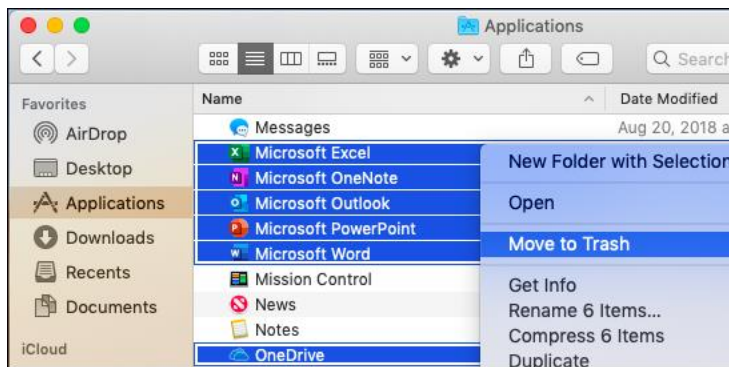 Applications
Search
Favorites
AirDrop
Desktop
Applications
Downloads
Recents
Documents
iCloud
Name
Date Modified
Messages
Aug 20, 2018 a
Microsoft Excel
Microsoft OneNote
Microsoft Outlook
Microsoft PowerPoint
Microsoft Word
Mission Control
News
Notes
OneDrive
New Folder with Selection
Open
Move to Trash
Get Info
Rename 6 Items...
Compress 6 Items
Duplicate